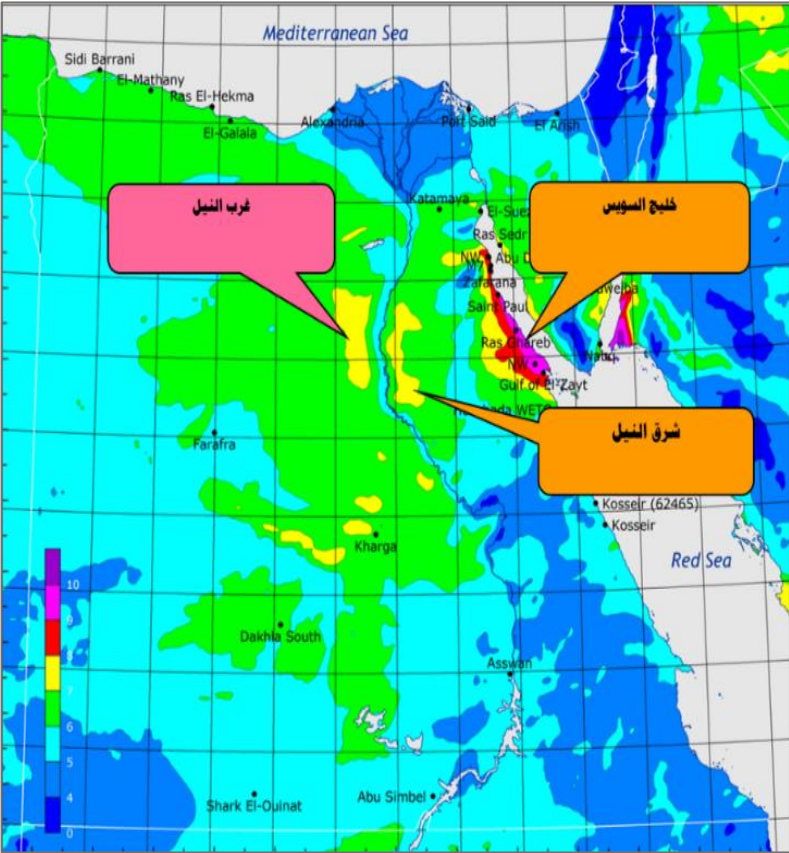 Mediterranean Sea
Sidi Barrani
El-Mathany
Ras El-Hekma
El-Galala
Alexandria
Port Said
El Arish
غرب النيل
Katamaya
El-Suez
خليج السويس
Ras Sedr
NW
Abu D
Zafarana
Saint Paul
Ras Ghareb
Nabq
NW
Gulf of El-Zayt
شرق النيل
Farafra
Kosseir (62465)
Kosseir
Kharga
Red Sea
Dakhla South
Asswan
Shark El-Ouinat
Abu Simbel
10
9
8
7
6
5
4
0